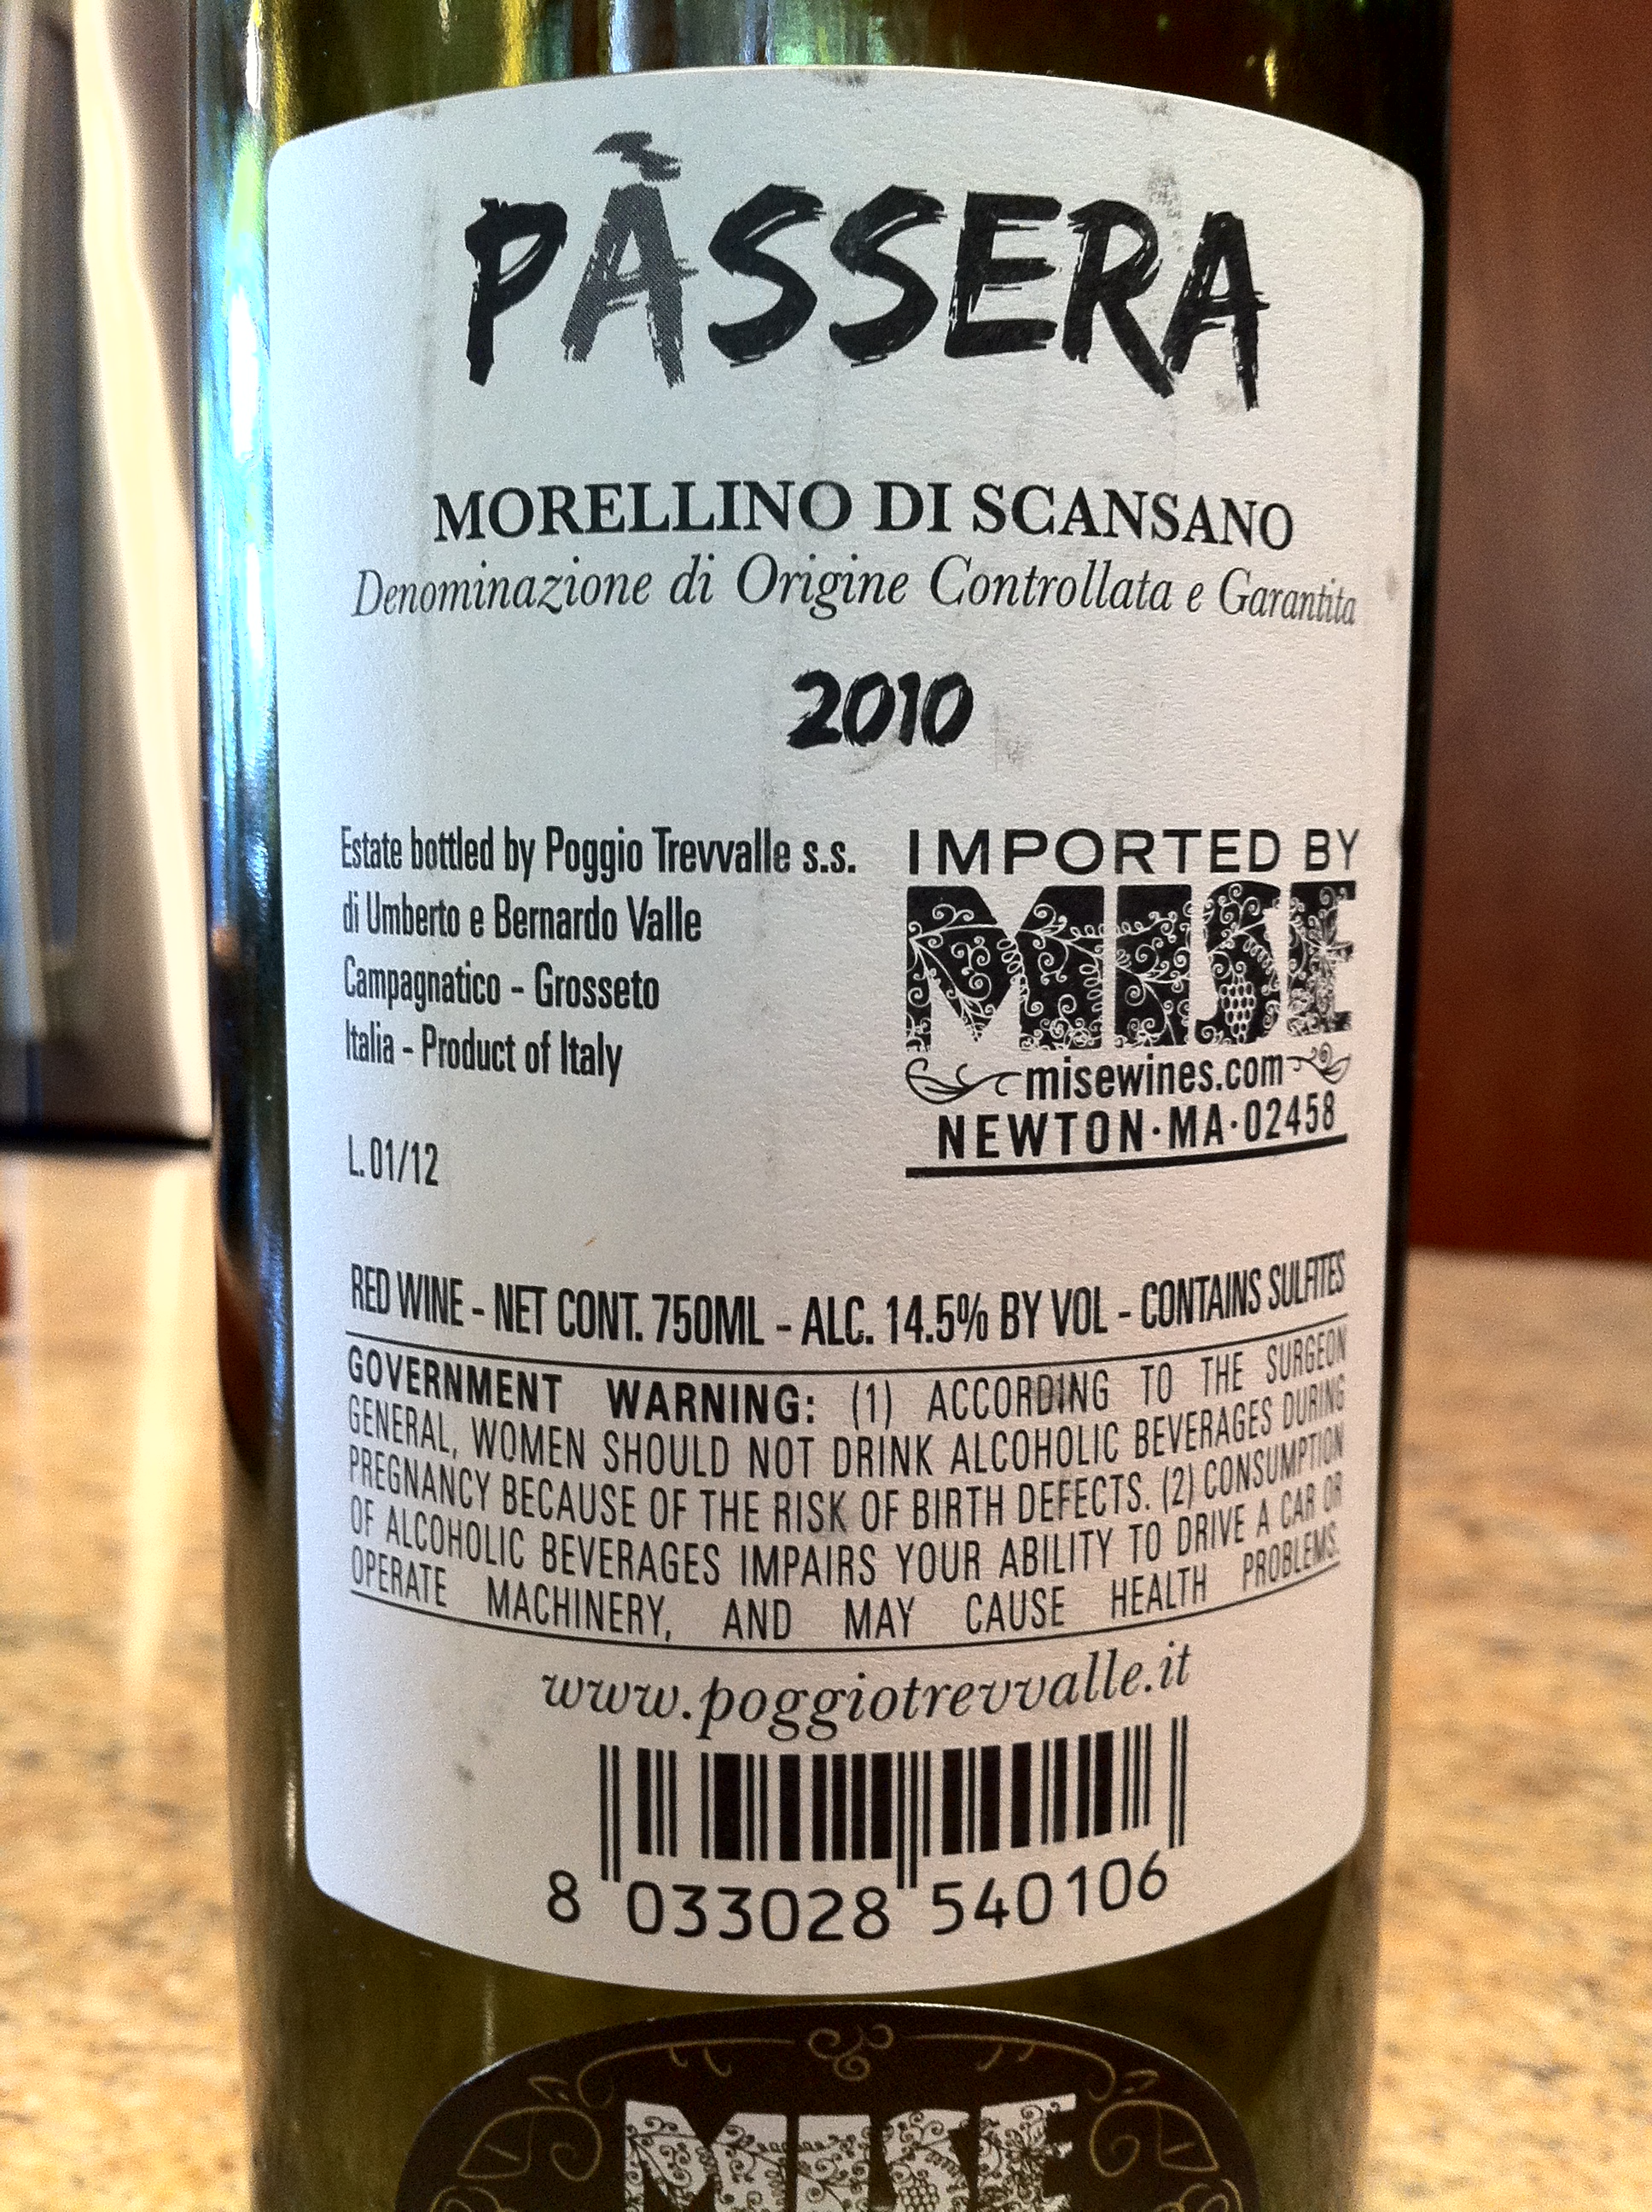 PÀSSERA
MORELLINO DI SCANSANO
Denominazione di Origine Controllata e Garantita
2010
Estate bottled by Poggio Trevvalle s.s.
di Umberto e Bernardo Valle
Campagnatico - Grosseto
Italia - Product of Italy
L.01/12
IMPORTED BY
MISE
misewines.com
NEWTON·MA·02458
RED WINE - NET CONT. 750ML - ALC. 14.5% BY VOL - CONTAINS SULFITES
GOVERNMENT WARNING: (1) ACCORDING TO THE SURGEON
GENERAL, WOMEN SHOULD NOT DRINK ALCOHOLIC BEVERAGES DURING
PREGNANCY BECAUSE OF THE RISK OF BIRTH DEFECTS. (2) CONSUMPTION
OF ALCOHOLIC BEVERAGES IMPAIRS YOUR ABILITY TO DRIVE A CAR OR
OPERATE MACHINERY, AND MAY CAUSE HEALTH PROBLEMS.
www.poggiotrevvalle.it
8 033028 540106
MISE